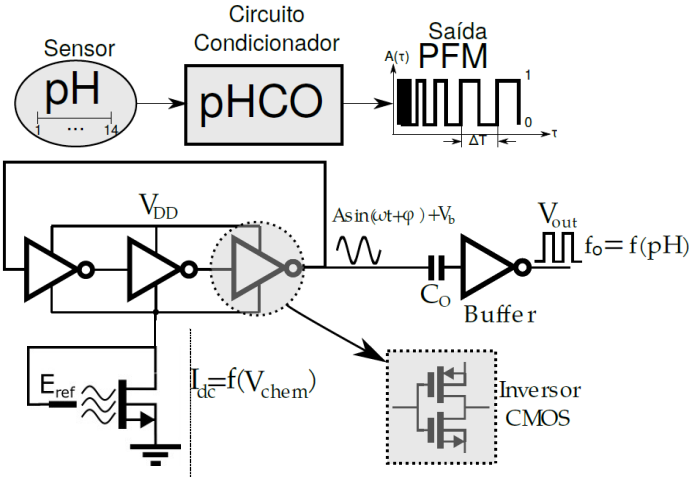 Sensor
pH
1 ... 14
Circuito
Condicionador
pHCO
Saída
PFM
A(τ)
1
0
ΔT
τ
V_DD
Asin(ωt+φ)+V_b
C_O
Buffer
V_out
f_o= f(pH)
E_ref
I_dc=f(V_chem)
Inversor
CMOS